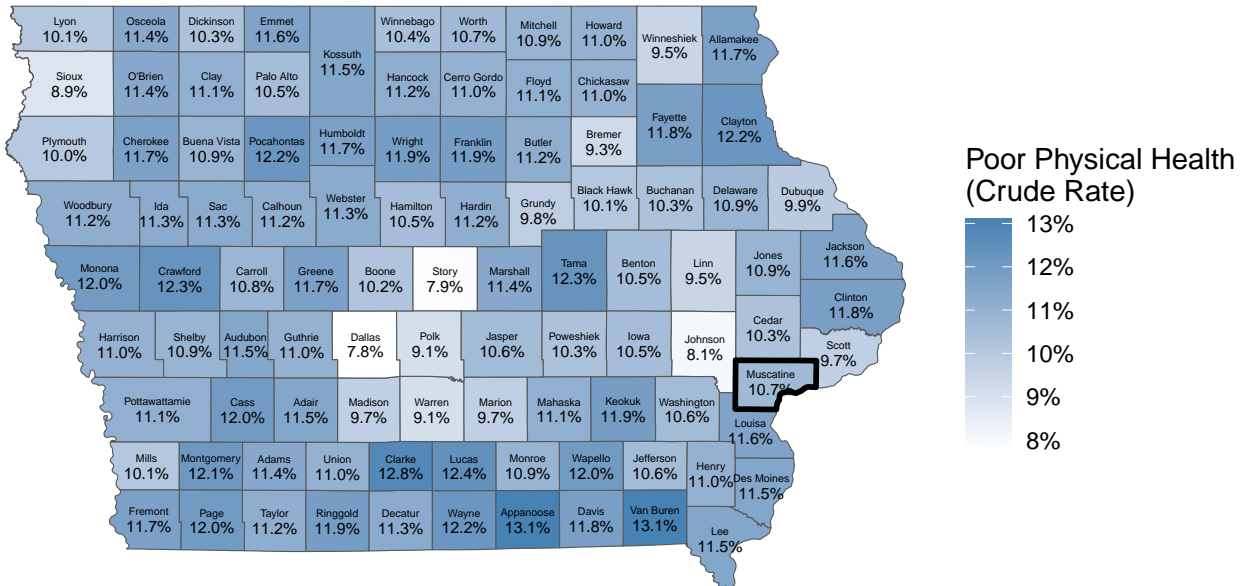 Lyon
10.1%
Osceola
11.4%
Dickinson
10.3%
Emmet
11.6%
Kossuth
11.5%
Winnebago
10.4%
Worth
10.7%
Mitchell
10.9%
Howard
11.0%
Winneshiek
9.5%
Allamakee
11.7%
Sioux
8.9%
O'Brien
11.4%
Clay
11.1%
Palo Alto
10.5%
Hancock
11.2%
Cerro Gordo
11.0%
Floyd
11.1%
Chickasaw
11.0%
Fayette
11.8%
Clayton
12.2%
Plymouth
10.0%
Cherokee
11.7%
Buena Vista
10.9%
Pocahontas
12.2%
Humboldt
11.7%
Wright
11.9%
Franklin
11.9%
Butler
11.2%
Bremer
9.3%
Woodbury
11.2%
Ida
11.3%
Sac
11.3%
Calhoun
11.2%
Webster
11.3%
Hamilton
10.5%
Hardin
11.2%
Grundy
9.8%
Black Hawk
10.1%
Buchanan
10.3%
Delaware
10.9%
Dubuque
9.9%
Monona
12.0%
Crawford
12.3%
Carroll
10.8%
Greene
11.7%
Boone
10.2%
Story
7.9%
Marshall
11.4%
Tama
12.3%
Benton
10.5%
Linn
9.5%
Jones
10.9%
Jackson
11.6%
Clinton
11.8%
Harrison
11.0%
Shelby
10.9%
Audubon
11.5%
Guthrie
11.0%
Dallas
7.8%
Polk
9.1%
Jasper
10.6%
Poweshiek
10.3%
Iowa
10.5%
Johnson
8.1%
Cedar
10.3%
Scott
9.7%
Muscatine
10.7%
Pottawattamie
11.1%
Cass
12.0%
Adair
11.5%
Madison
9.7%
Warren
9.1%
Marion
9.7%
Mahaska
11.1%
Keokuk
11.9%
Washington
10.6%
Louisa
11.6%
Mills
10.1%
Montgomery
12.1%
Adams
11.4%
Union
11.0%
Clarke
12.8%
Lucas
12.4%
Monroe
10.9%
Wapello
12.0%
Jefferson
10.6%
Henry
11.0%
Des Moines
11.5%
Fremont
11.7%
Page
12.0%
Taylor
11.2%
Ringgold
11.9%
Decatur
11.3%
Wayne
12.2%
Appanoose
13.1%
Davis
11.8%
Van Buren
13.1%
Lee
11.5%
Poor Physical Health
(Crude Rate)
13%
12%
11%
10%
9%
8%